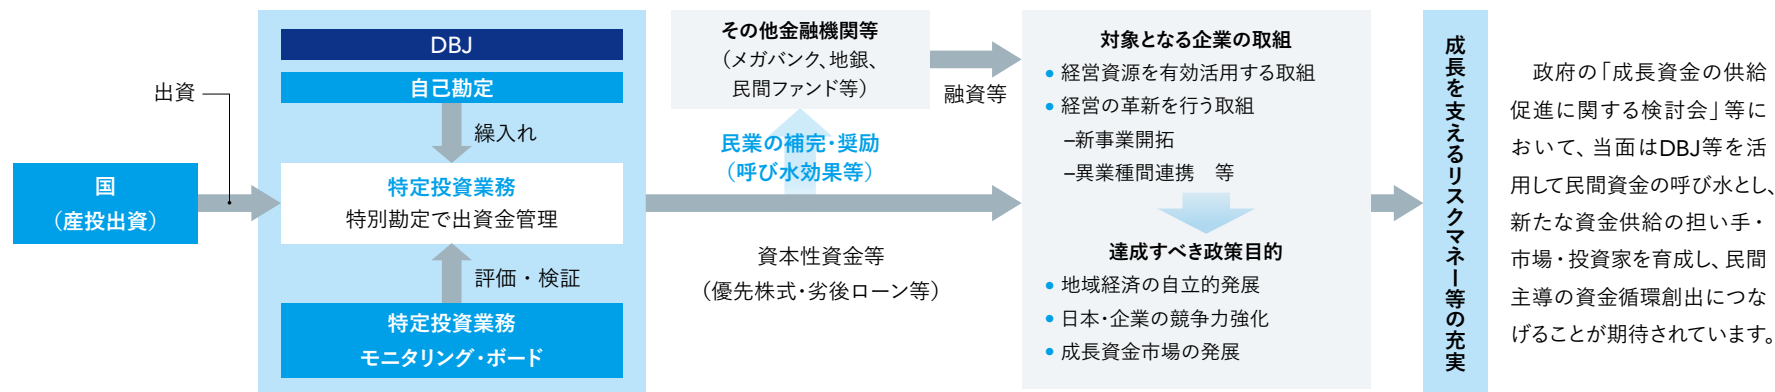 出資
国
（産投出資）
DBJ
自己勘定
繰入れ
特定投資業務
特別勘定で出資金管理
評価・検証
特定投資業務
モニタリング・ボード
その他金融機関等
（メガバンク、地銀、
民間ファンド等）
融資等
民業の補完・奨励
（呼び水効果等）
資本性資金等
（優先株式・劣後ローン等）
対象となる企業の取組
● 経営資源を有効活用する取組
● 経営の革新を行う取組
–新事業開拓
–異業種間連携　等
達成すべき政策目的
● 地域経済の自立的発展
● 日本・企業の競争力強化
● 成長資金市場の発展
成長を支えるリスクマネー等の充実
政府の「成長資金の供給
促進に関する検討会」等に
おいて、当面はDBJ等を活
用して民間資金の呼び水とし、
新たな資金供給の担い手・
市場・投資家を育成し、民間
主導の資金循環創出につな
げることが期待されています。